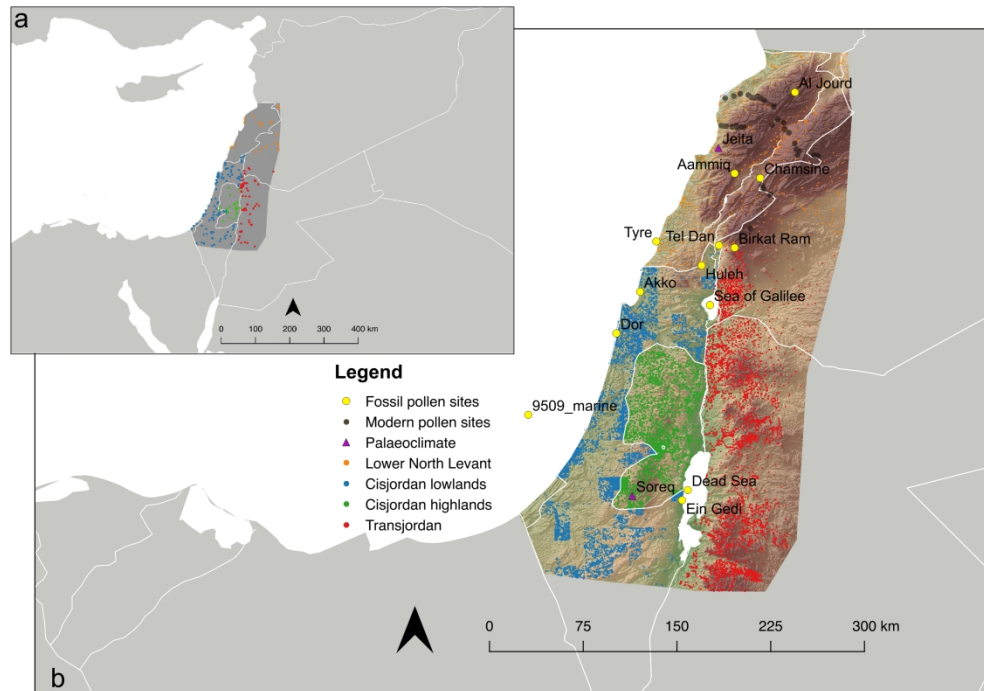 a
0 100 200 300 400 km
Al Jourd
Jeita
Aammiq
Chamsine
Tyre
Tel Dan
Birkat Ram
Huleh
Akko
Sea of Galilee
Dor
Legend
Fossil pollen sites
Modern pollen sites
Palaeoclimate
Lower North Levant
Cisjordan lowlands
Cisjordan highlands
Transjordan
9509_marine
Soreq
Dead Sea
Ein Gedi
0 75 150 225 300 km
b